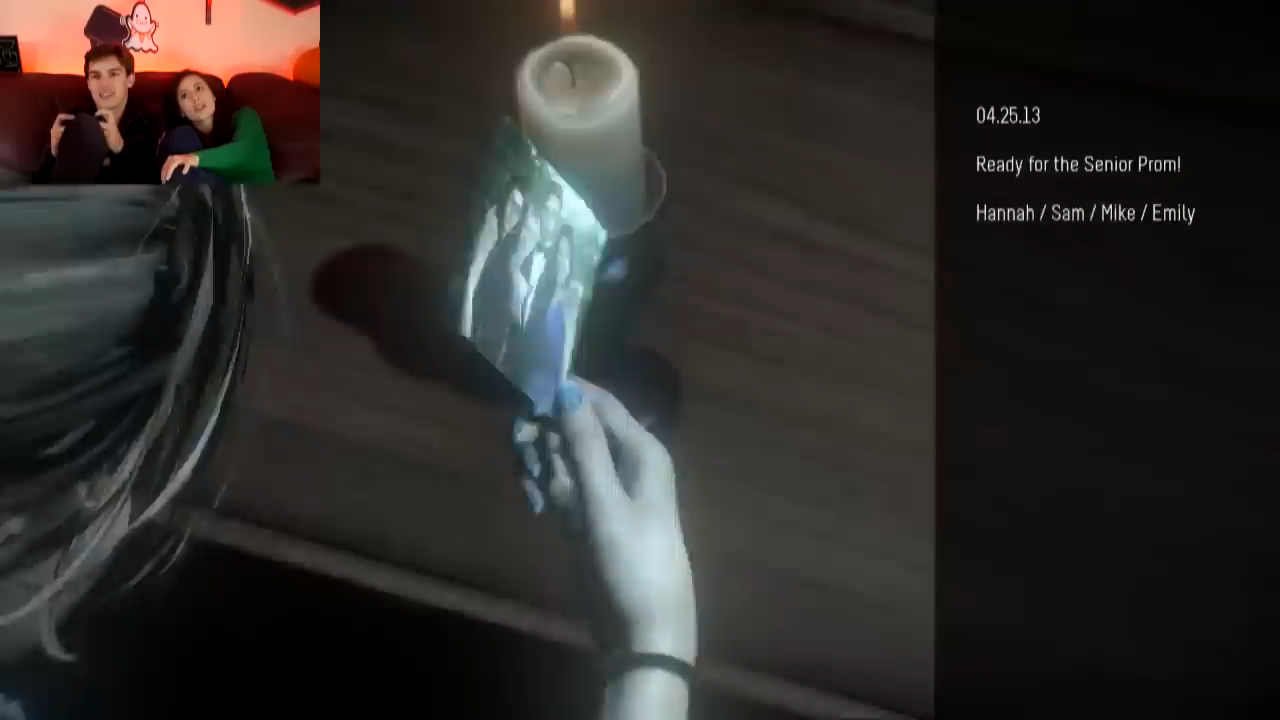 04.25.13
Ready for the Senior Prom!
Hannah / Sam / Mike / Emily